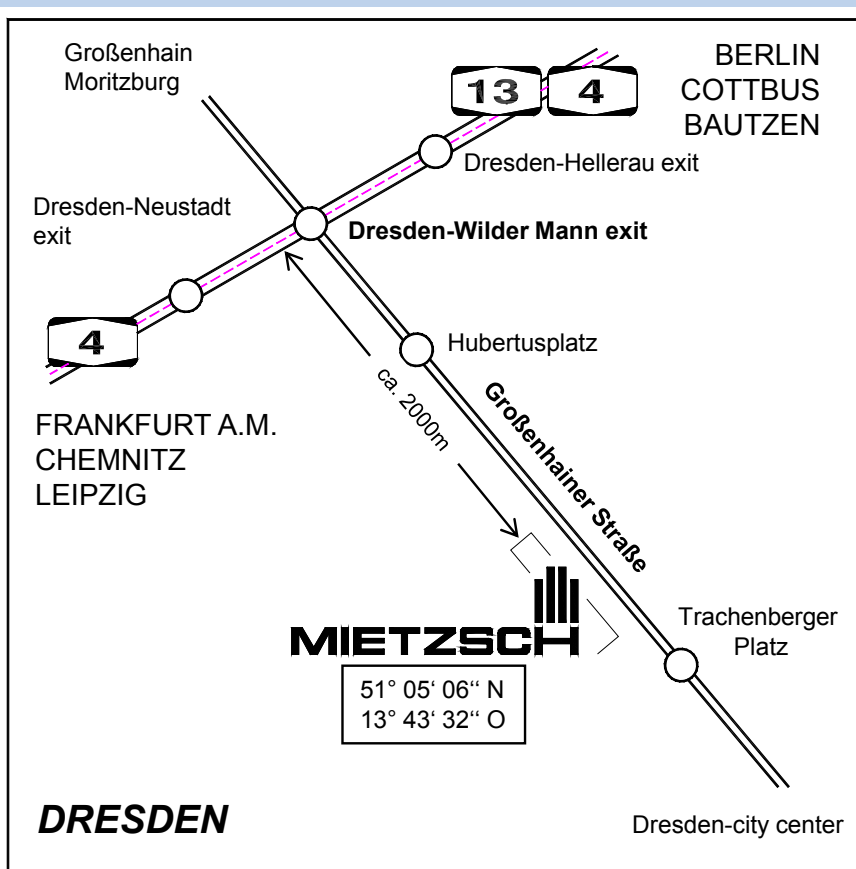 Großenhain
Moritzburg
BERLIN
COTTBUS
BAUTZEN
13
4
Dresden-Hellerau exit
Dresden-Neustadt
exit
Dresden-Wilder Mann exit
4
Hubertusplatz
ca. 2000m
Großenhainer Straße
FRANKFURT A.M.
CHEMNITZ
LEIPZIG
MIETZSCH
Trachenberger
Platz
51° 05‘ 06“ N
13° 43‘ 32“ O
DRESDEN
Dresden-city center